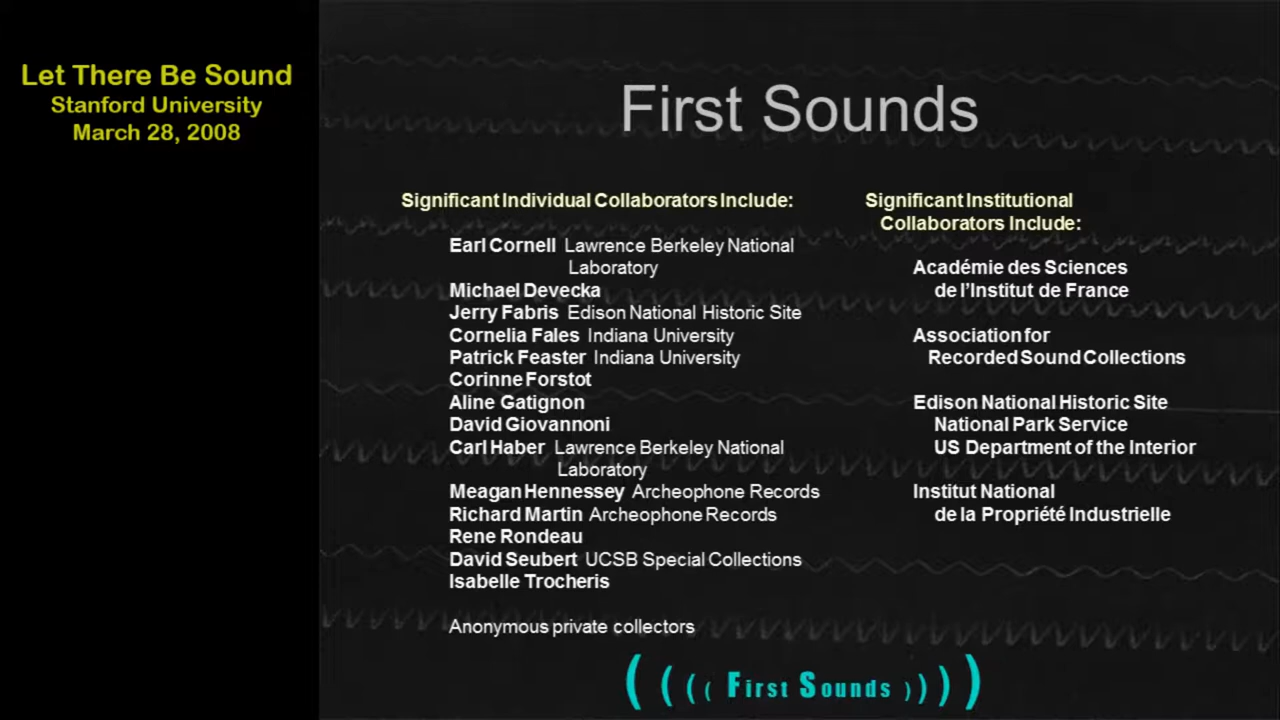 Let There Be Sound
Stanford University
March 28, 2008
First Sounds
Significant Individual Collaborators Include:
Earl Cornell Lawrence Berkeley National
Laboratory
Michael Devecka
Jerry Fabris Edison National Historic Site
Cornelia Fales Indiana University
Patrick Feaster Indiana University
Corinne Forstot
Aline Gatignon
David Giovannoni
Carl Haber Lawrence Berkeley National
Laboratory
Meagan Hennessey Archeophone Records
Richard Martin Archeophone Records
Rene Rondeau
David Seubert UCSB Special Collections
Isabelle Trocheris
Anonymous private collectors
Significant Institutional
Collaborators Include:
Académie des Sciences
de l'Institut de France
Association for
Recorded Sound Collections
Edison National Historic Site
National Park Service
US Department of the Interior
Institut National
de la Propriété Industrielle
( ( ( ( First Sounds ) ) ) )